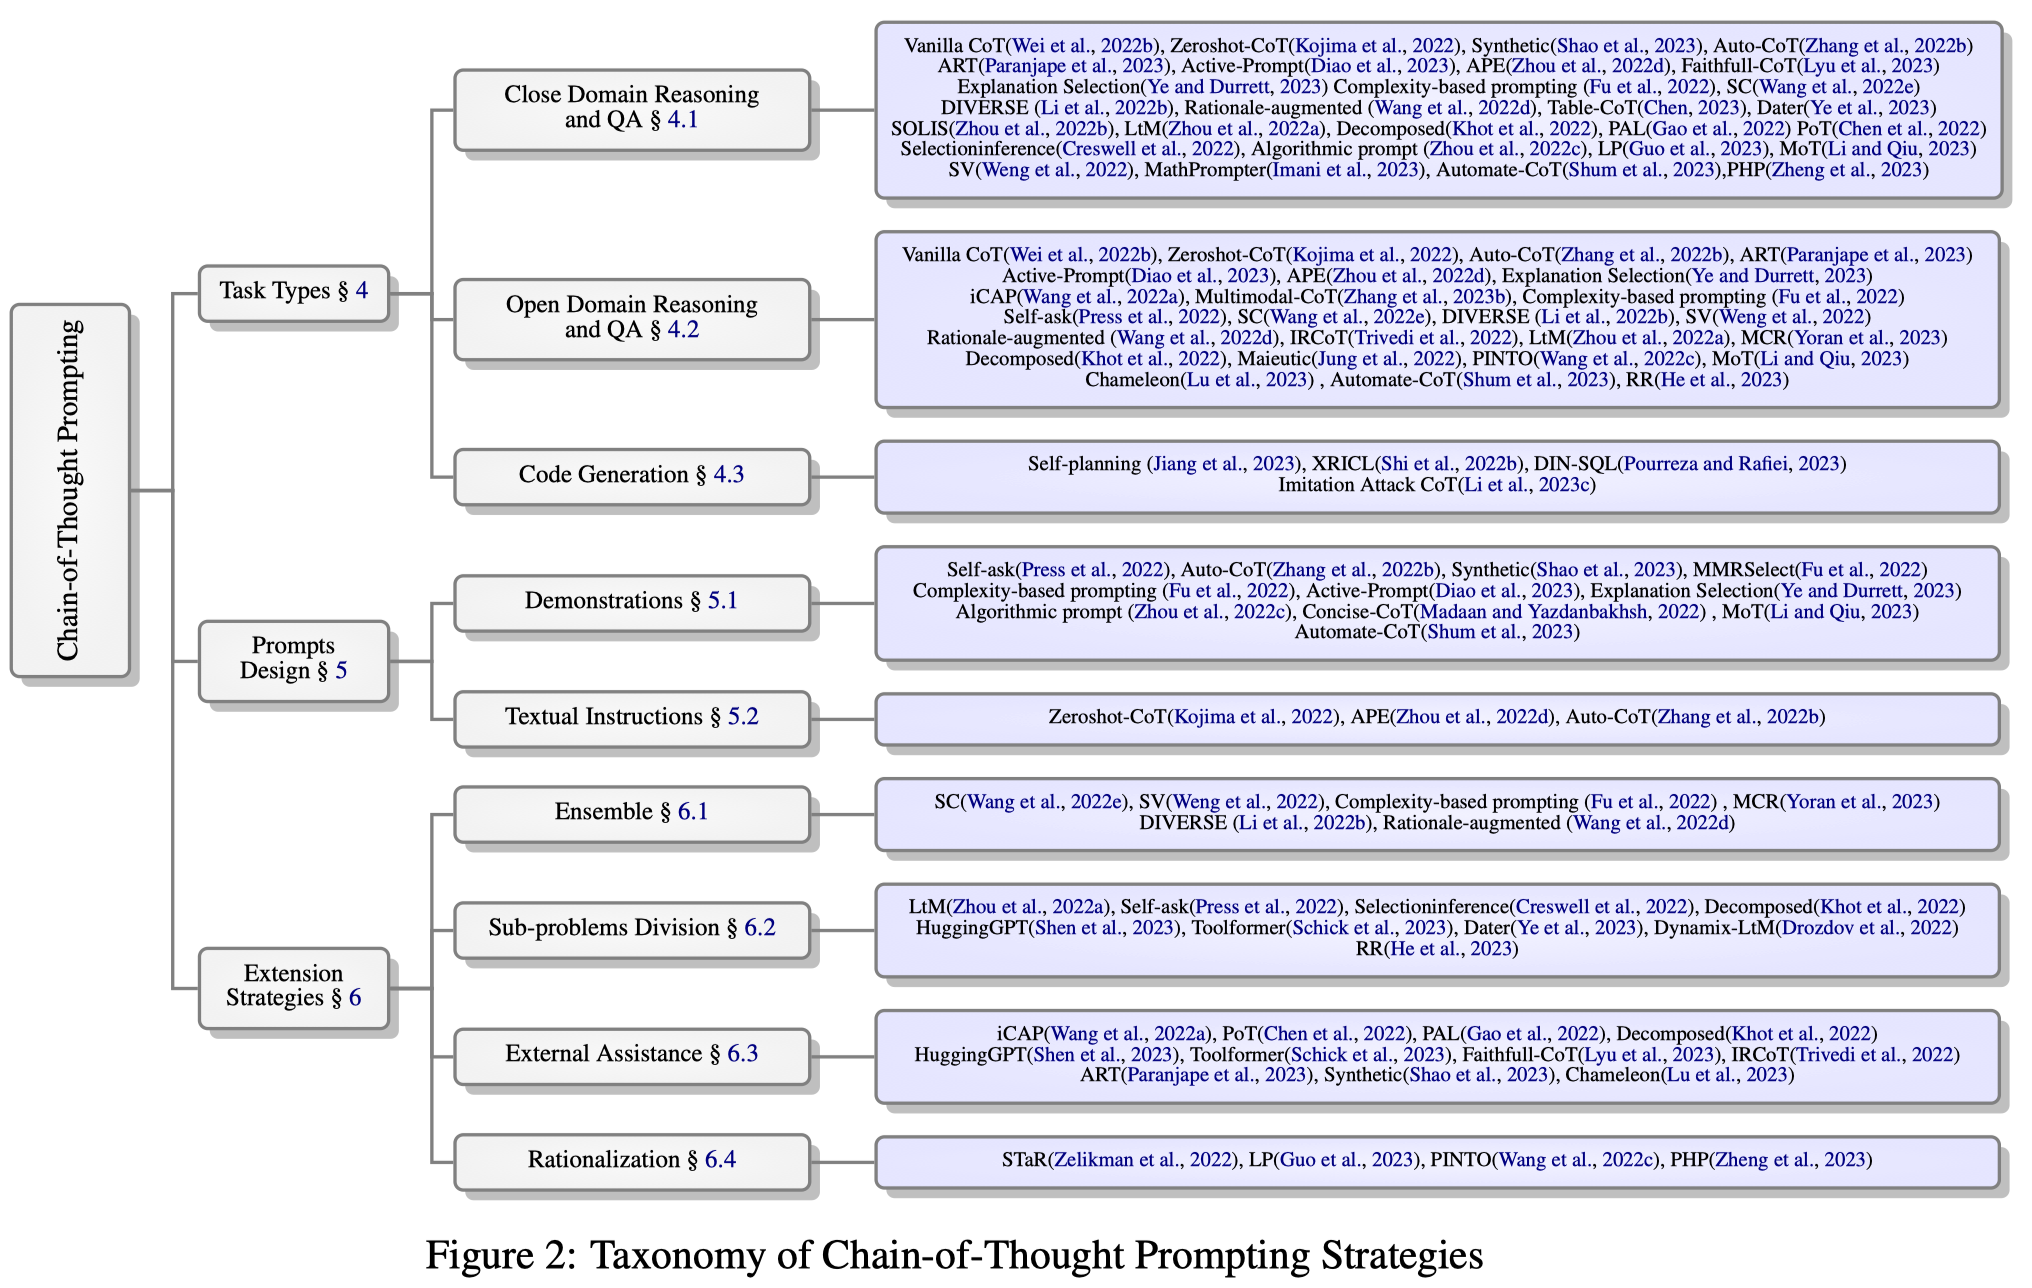 Chain-of-Thought Prompting
Task Types § 4
Close Domain Reasoning
and QA § 4.1
Vanilla CoT(Wei et al., 2022b), Zeroshot-CoT(Kojima et al., 2022), Synthetic(Shao et al., 2023), Auto-CoT(Zhang et al., 2022b)
ART(Paranjape et al., 2023), Active-Prompt(Diao et al., 2023), APE(Zhou et al., 2022d), Faithfull-CoT(Lyu et al., 2023)
Explanation Selection(Ye and Durrett, 2023) Complexity-based prompting (Fu et al., 2022), SC(Wang et al., 2022e)
DIVERSE (Li et al., 2022b), Rationale-augmented (Wang et al., 2022d), Table-CoT(Chen, 2023), Dater(Ye et al., 2023)
SOLIS(Zhou et al., 2022b), LtM(Zhou et al., 2022a), Decomposed(Khot et al., 2022), PAL(Gao et al., 2022) PoT(Chen et al., 2022)
Selectioninference(Creswell et al., 2022), Algorithmic prompt (Zhou et al., 2022c), LP(Guo et al., 2023), MoT(Li and Qiu, 2023)
SV(Weng et al., 2022), MathPrompter(Imani et al., 2023), Automate-CoT(Shum et al., 2023),PHP(Zheng et al., 2023)
Open Domain Reasoning
and QA § 4.2
Vanilla CoT(Wei et al., 2022b), Zeroshot-CoT(Kojima et al., 2022), Auto-CoT(Zhang et al., 2022b), ART(Paranjape et al., 2023)
Active-Prompt(Diao et al., 2023), APE(Zhou et al., 2022d), Explanation Selection(Ye and Durrett, 2023)
iCAP(Wang et al., 2022a), Multimodal-CoT(Zhang et al., 2023b), Complexity-based prompting (Fu et al., 2022)
Self-ask(Press et al., 2022), SC(Wang et al., 2022e), DIVERSE (Li et al., 2022b), SV(Weng et al., 2022)
Rationale-augmented (Wang et al., 2022d), IRCoT(Trivedi et al., 2022), LtM(Zhou et al., 2022a), MCR(Yoran et al., 2023)
Decomposed(Khot et al., 2022), Maieutic(Jung et al., 2022), PINTO(Wang et al., 2022c), MoT(Li and Qiu, 2023)
Chameleon(Lu et al., 2023) , Automate-CoT(Shum et al., 2023), RR(He et al., 2023)
Code Generation § 4.3
Self-planning (Jiang et al., 2023), XRICL(Shi et al., 2022b), DIN-SQL(Pourreza and Rafiei, 2023)
Imitation Attack CoT(Li et al., 2023c)
Prompts
Design § 5
Demonstrations § 5.1
Self-ask(Press et al., 2022), Auto-CoT(Zhang et al., 2022b), Synthetic(Shao et al., 2023), MMRSelect(Fu et al., 2022)
Complexity-based prompting (Fu et al., 2022), Active-Prompt(Diao et al., 2023), Explanation Selection(Ye and Durrett, 2023)
Algorithmic prompt (Zhou et al., 2022c), Concise-CoT(Madaan and Yazdanbakhsh, 2022) , MoT(Li and Qiu, 2023)
Automate-CoT(Shum et al., 2023)
Textual Instructions § 5.2
Zeroshot-CoT(Kojima et al., 2022), APE(Zhou et al., 2022d), Auto-CoT(Zhang et al., 2022b)
Extension
Strategies § 6
Ensemble § 6.1
SC(Wang et al., 2022e), SV(Weng et al., 2022), Complexity-based prompting (Fu et al., 2022) , MCR(Yoran et al., 2023)
DIVERSE (Li et al., 2022b), Rationale-augmented (Wang et al., 2022d)
Sub-problems Division § 6.2
LtM(Zhou et al., 2022a), Self-ask(Press et al., 2022), Selectioninference(Creswell et al., 2022), Decomposed(Khot et al., 2022)
HuggingGPT(Shen et al., 2023), Toolformer(Schick et al., 2023), Dater(Ye et al., 2023), Dynamix-LtM(Drozdov et al., 2022)
RR(He et al., 2023)
External Assistance § 6.3
iCAP(Wang et al., 2022a), PoT(Chen et al., 2022), PAL(Gao et al., 2022), Decomposed(Khot et al., 2022)
HuggingGPT(Shen et al., 2023), Toolformer(Schick et al., 2023), Faithfull-CoT(Lyu et al., 2023), IRCoT(Trivedi et al., 2022)
ART(Paranjape et al., 2023), Synthetic(Shao et al., 2023), Chameleon(Lu et al., 2023)
Rationalization § 6.4
STaR(Zelikman et al., 2022), LP(Guo et al., 2023), PINTO(Wang et al., 2022c), PHP(Zheng et al., 2023)
Figure 2: Taxonomy of Chain-of-Thought Prompting Strategies